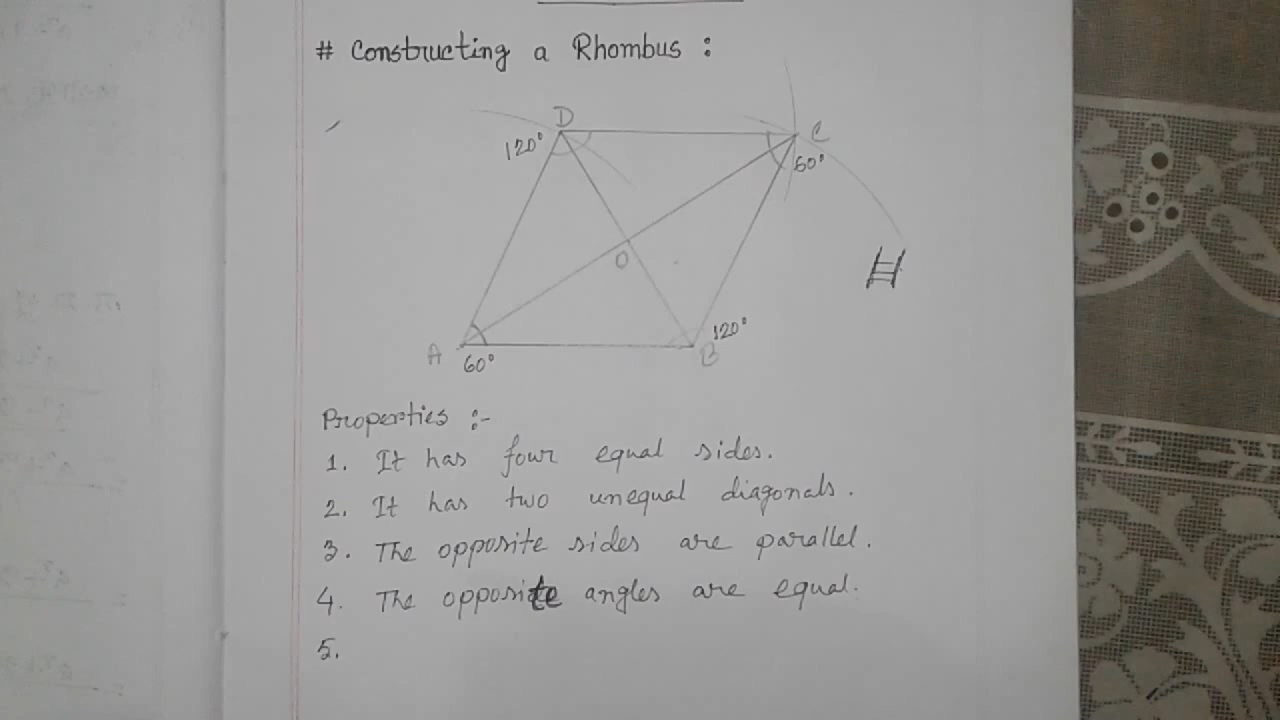 # Constructing a Rhombus :
D
120°
C
60°
O
A
60°
120°
B
Properties :-
1. It has four equal sides.
2. It has two unequal diagonals.
3. The opposite sides are parallel.
4. The opposite angles are equal.
5.